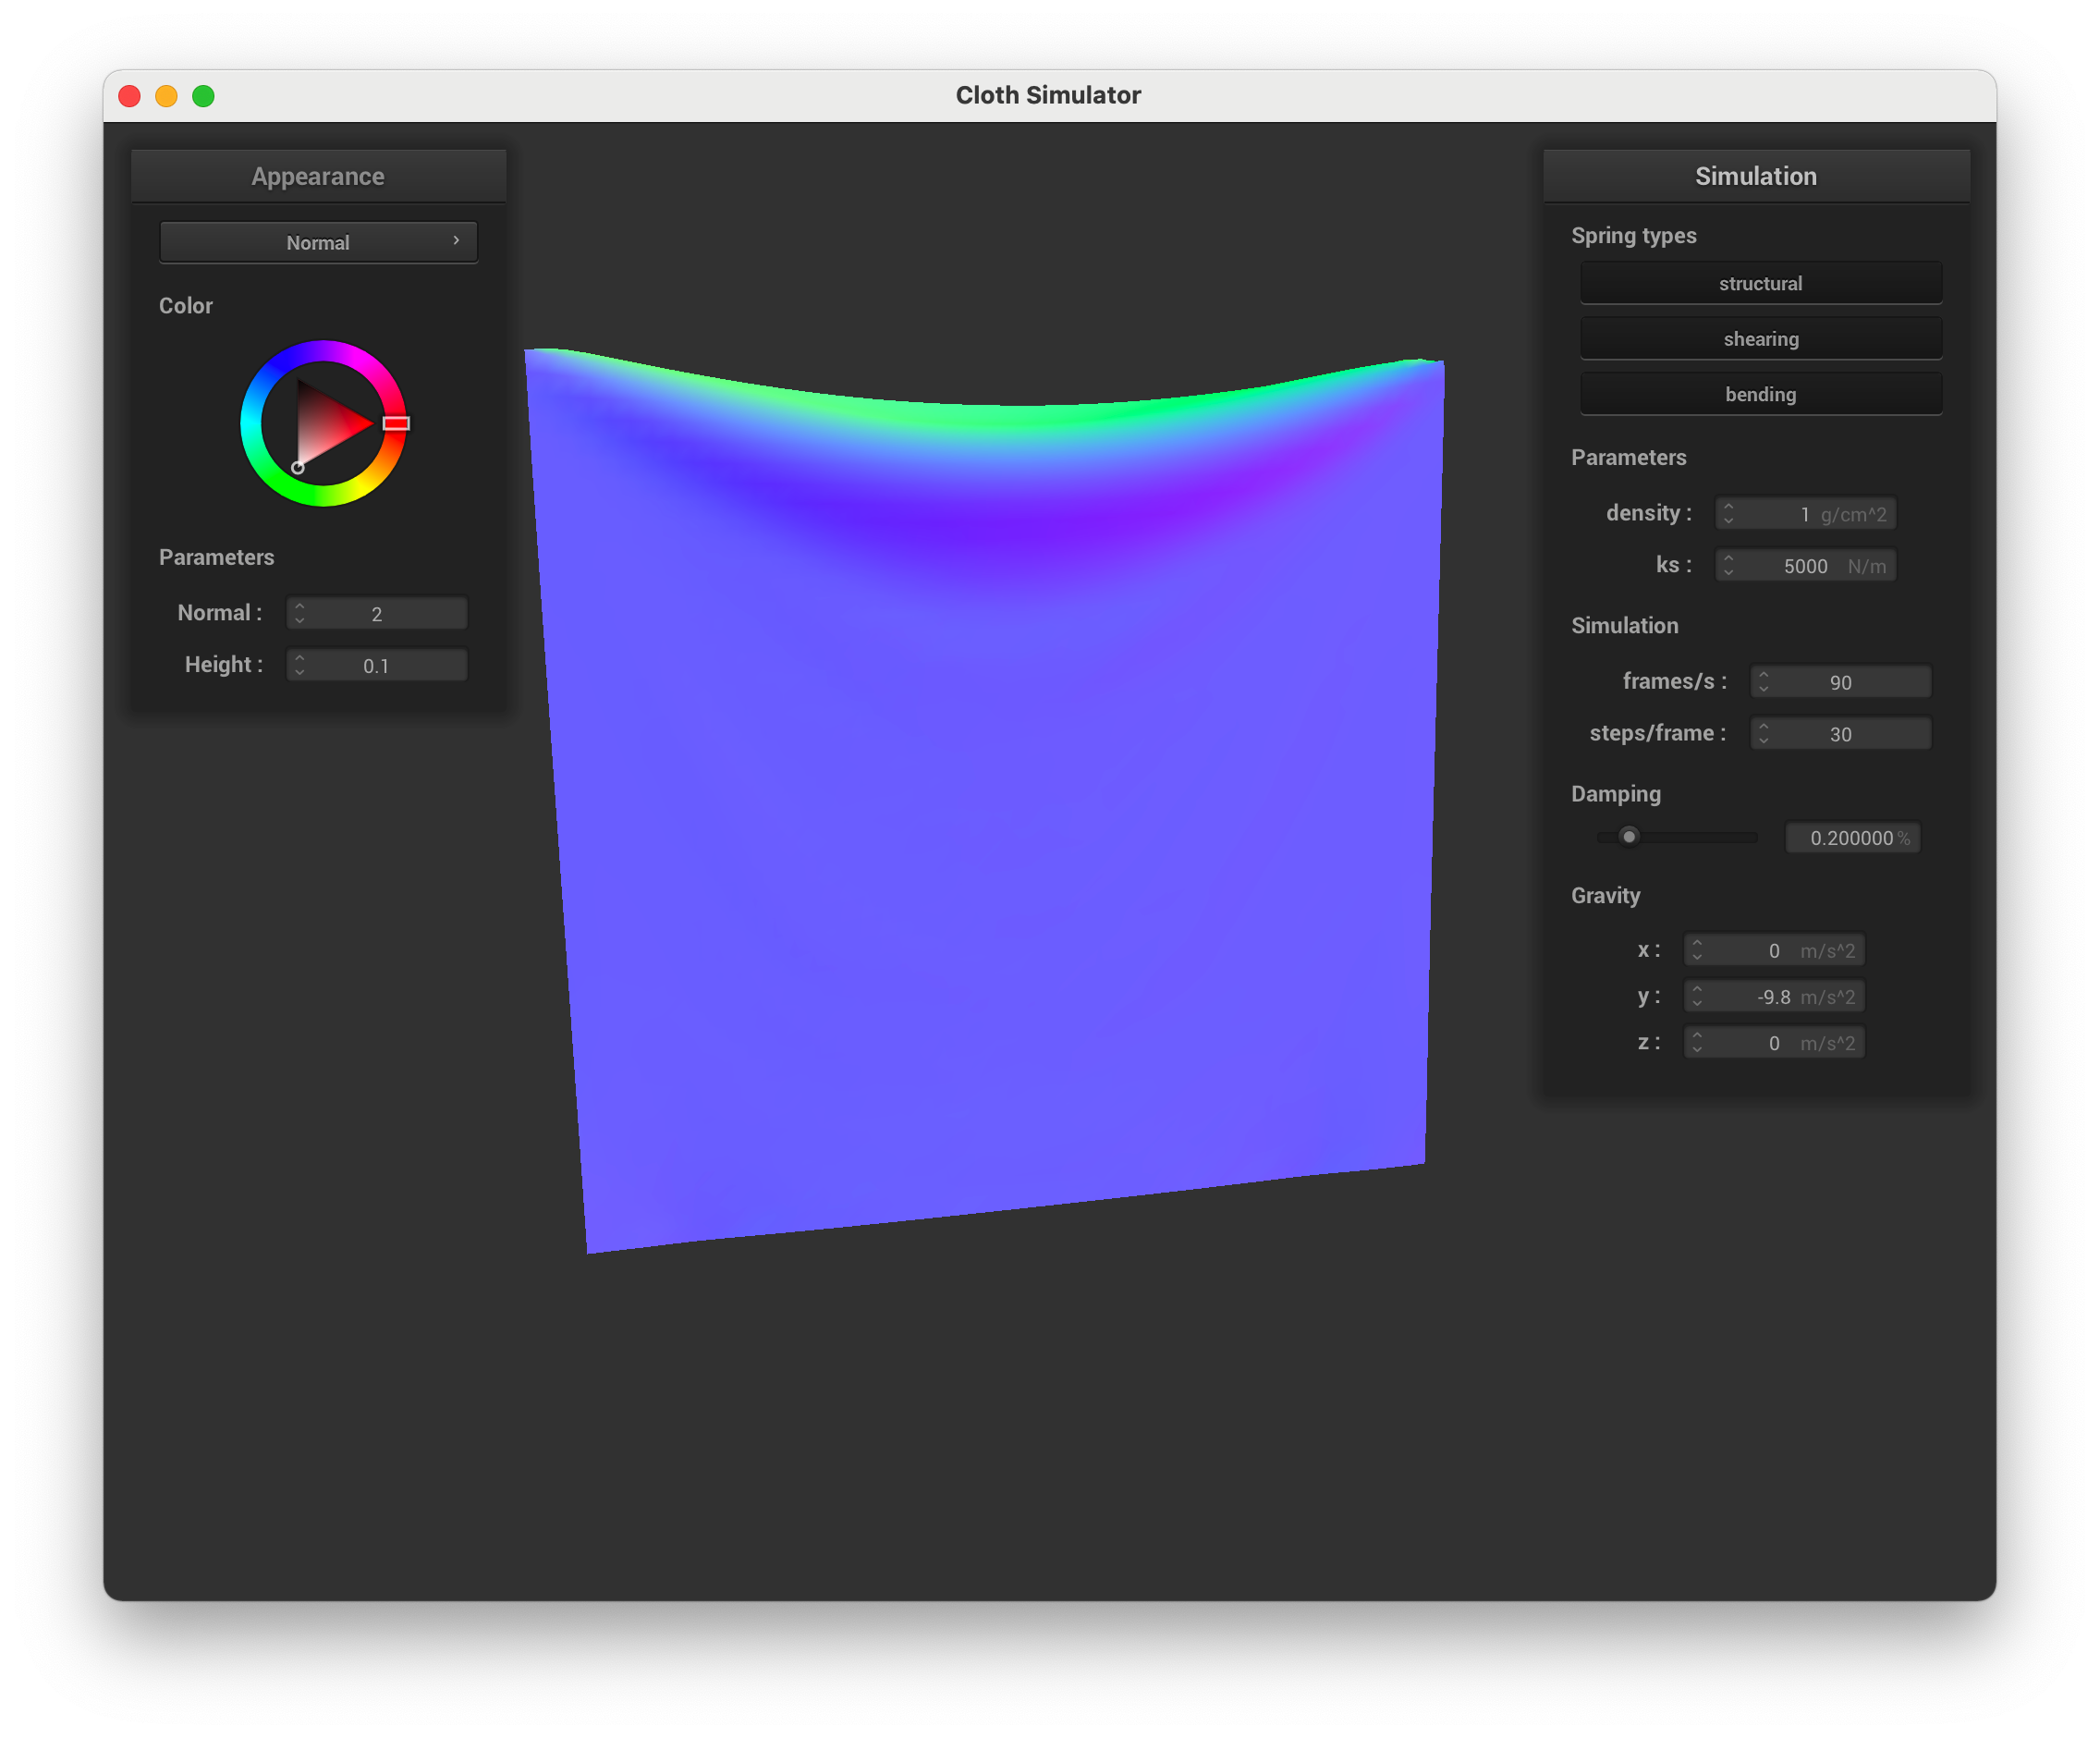 Cloth Simulator
Appearance
Normal
Color
Parameters
Normal : 2
Height : 0.1
Simulation
Spring types
structural
shearing
bending
Parameters
density : 1 g/cm^2
ks : 5000 N/m
Simulation
frames/s : 90
steps/frame : 30
Damping
0.200000 %
Gravity
x : 0 m/s^2
y : -9.8 m/s^2
z : 0 m/s^2